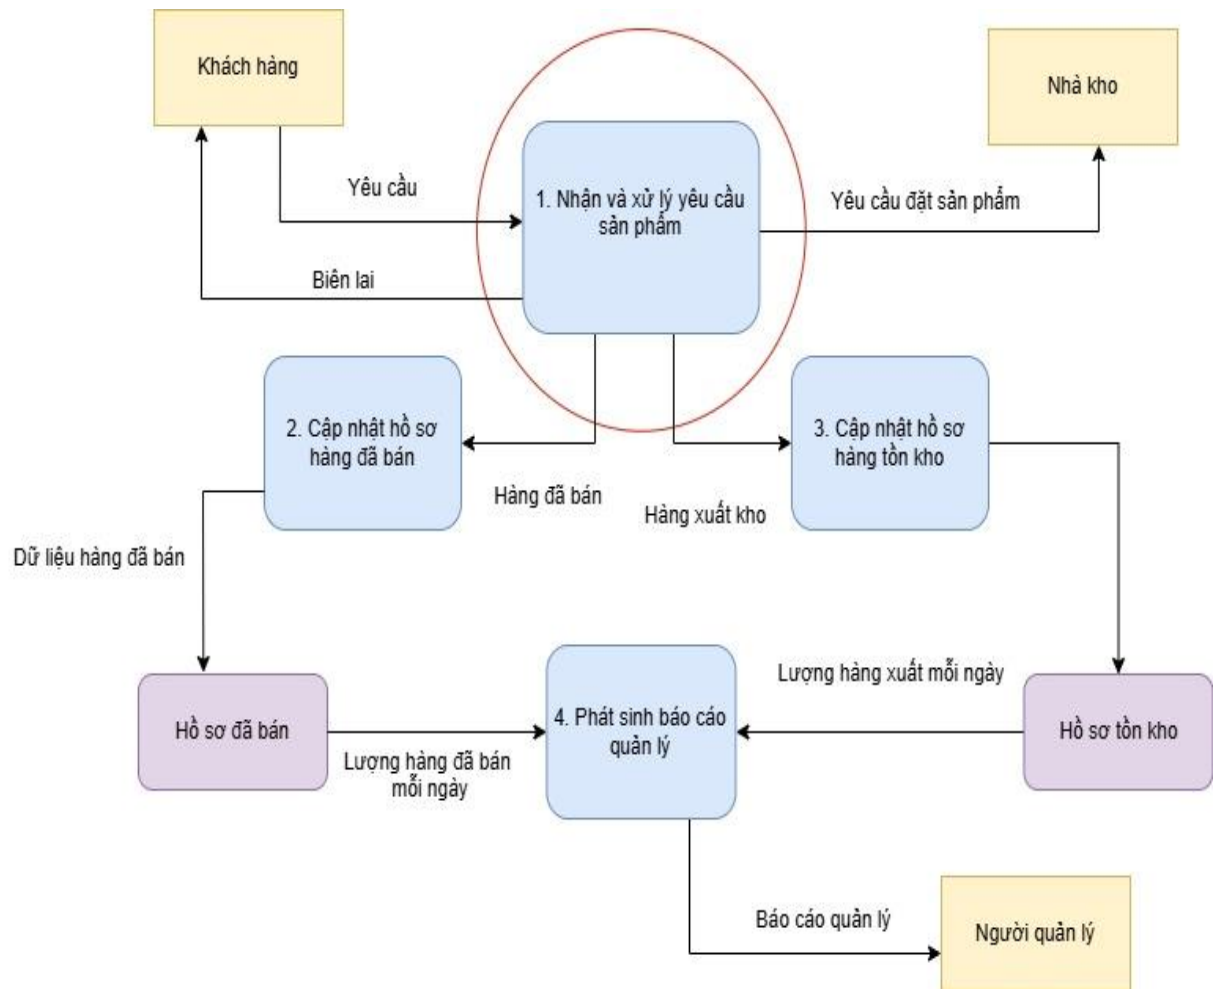 Khách hàng
Nhà kho
Yêu cầu
1. Nhận và xử lý yêu cầu
sản phẩm
Yêu cầu đặt sản phẩm
Biên lai
2. Cập nhật hồ sơ
hàng đã bán
3. Cập nhật hồ sơ
hàng tồn kho
Hàng đã bán
Hàng xuất kho
Dữ liệu hàng đã bán
Lượng hàng xuất mỗi ngày
Hồ sơ đã bán
4. Phát sinh báo cáo
quản lý
Hồ sơ tồn kho
Lượng hàng đã bán
mỗi ngày
Báo cáo quản lý
Người quản lý